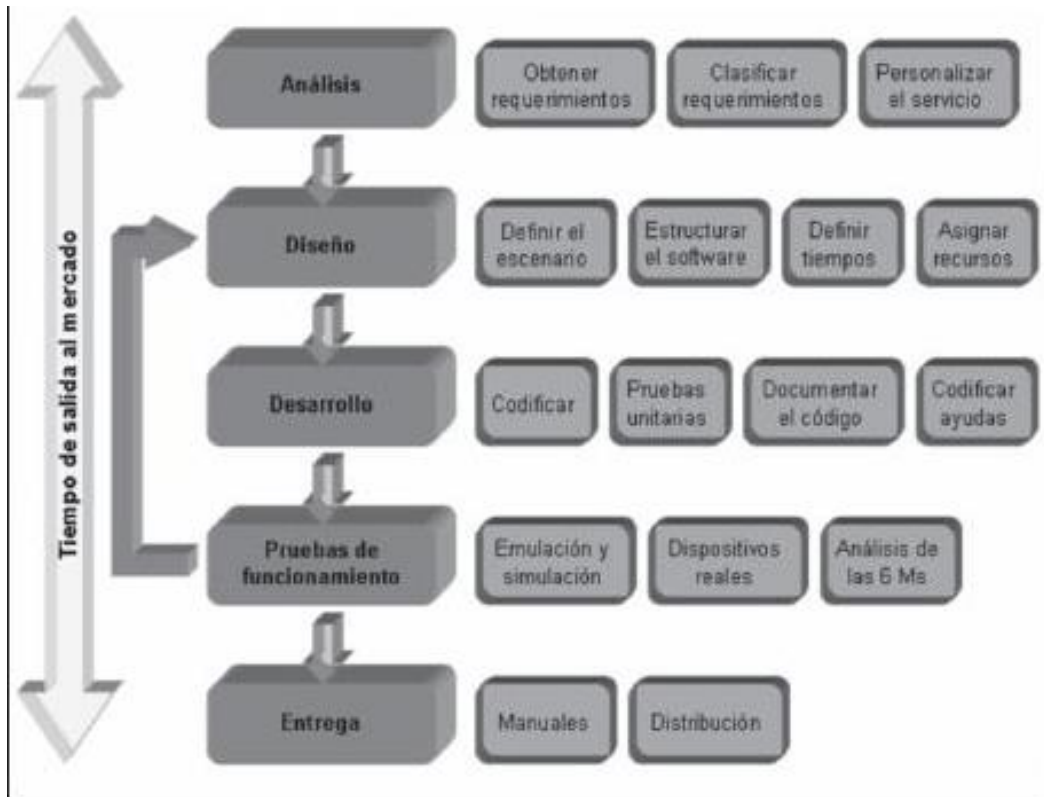 Tiempo de salida al mercado
Análisis
Obtener
requerimientos
Clasificar
requerimientos
Personalizar
el servicio
Diseño
Definir el
escenario
Estructurar
el software
Definir
tiempos
Asignar
recursos
Desarrollo
Codificar
Pruebas
unitarias
Documentar
el código
Codificar
ayudas
Pruebas de
funcionamiento
Emulación y
simulación
Dispositivos
reales
Análisis de
las 6 Ms
Entrega
Manuales
Distribución